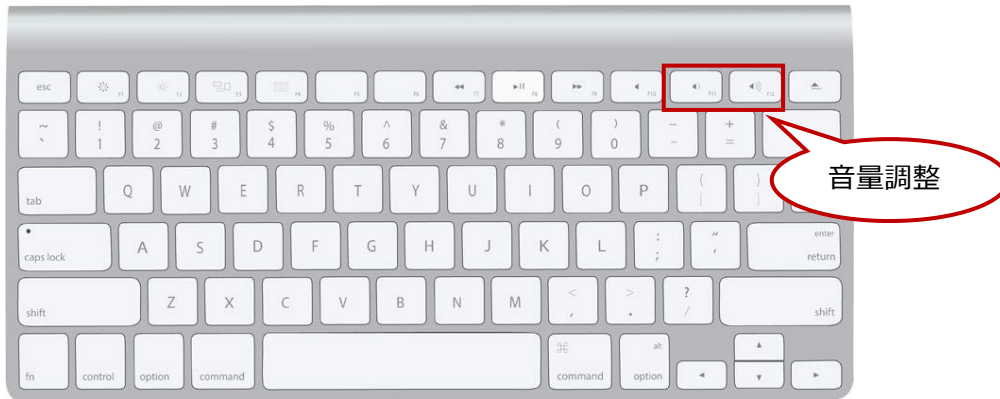 esc F1 F2 F3 F4 F5 F6 F7 F8 F9 F10 F11 F12
~ ! @ # $ % ^ & * ( ) — +
` 1 2 3 4 5 6 7 8 9 0 - =
音量調整
tab Q W E R T Y U I O P { }
[ ]
caps lock A S D F G H J K L : " enter
; ' return
shift Z X C V B N M < > ? shift
, . /
⌘ alt
fn control option command command option